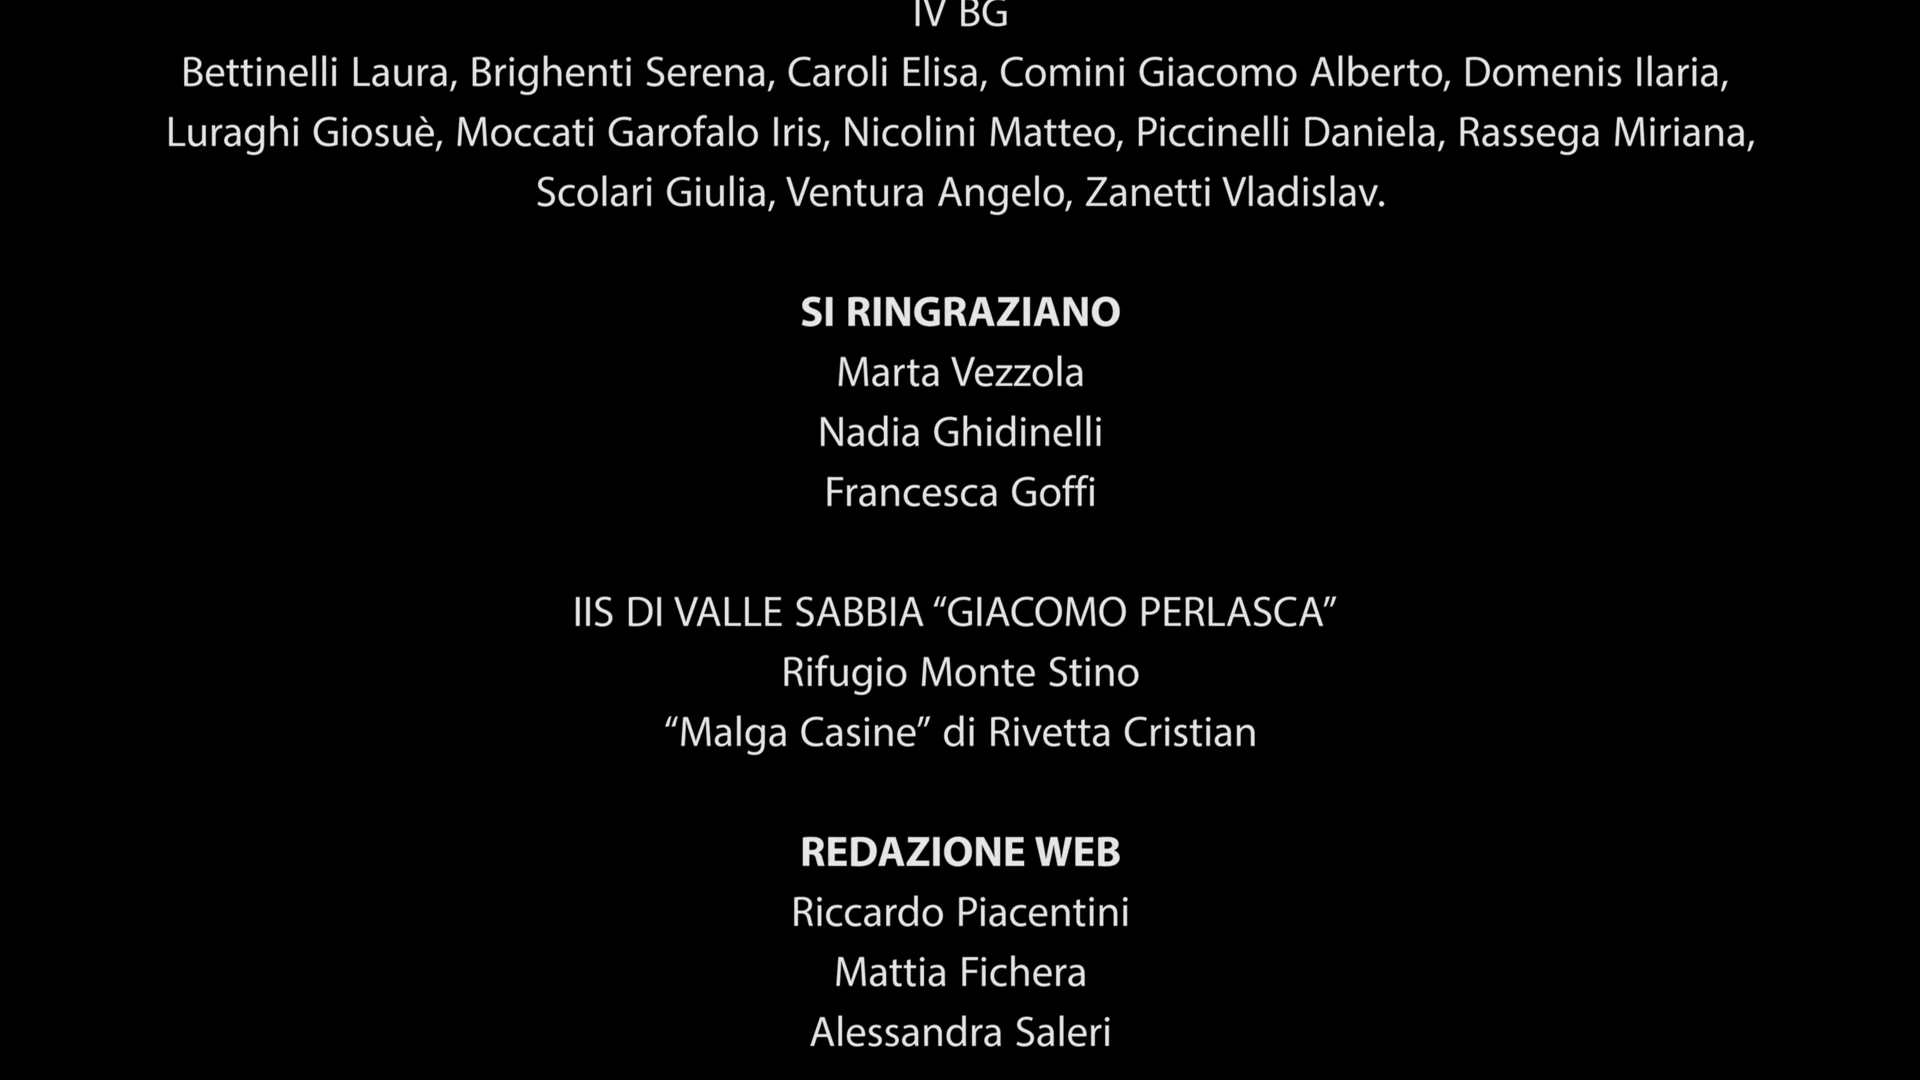 IV BG
Bettinelli Laura, Brighenti Serena, Caroli Elisa, Comini Giacomo Alberto, Domenis Ilaria,
Luraghi Giosuè, Moccati Garofalo Iris, Nicolini Matteo, Piccinelli Daniela, Rassega Miriana,
Scolari Giulia, Ventura Angelo, Zanetti Vladislav.
SI RINGRAZIANO
Marta Vezzola
Nadia Ghidinelli
Francesca Goffi
IIS DI VALLE SABBIA “GIACOMO PERLASCA”
Rifugio Monte Stino
“Malga Casine” di Rivetta Cristian
REDAZIONE WEB
Riccardo Piacentini
Mattia Fichera
Alessandra Saleri